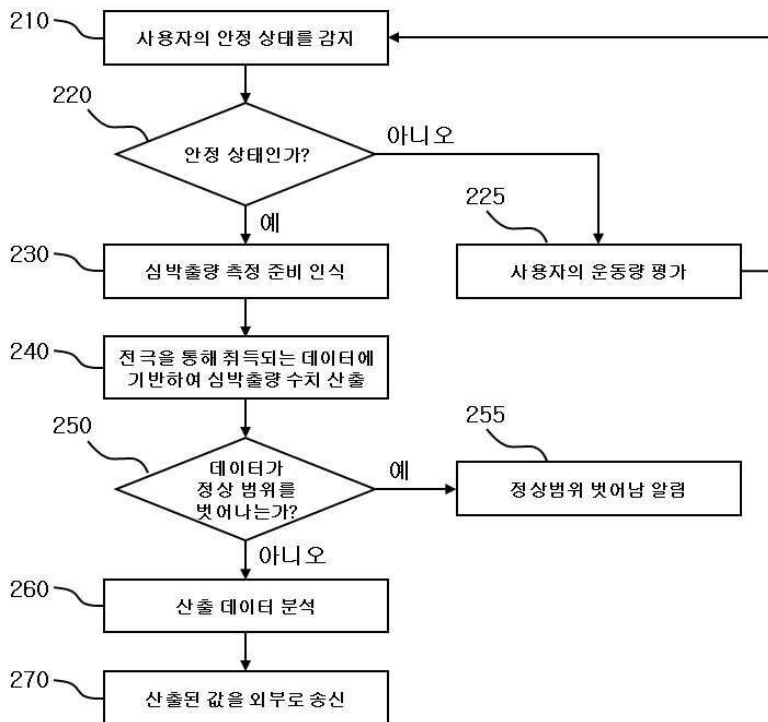 210
사용자의 안정 상태를 감지
220
안정 상태인가?
아니오
예
225
사용자의 운동량 평가
230
심박출량 측정 준비 인식
240
전극을 통해 취득되는 데이터에
기반하여 심박출량 수치 산출
250
데이터가
정상 범위를
벗어나는가?
예
255
정상범위 벗어남 알림
아니오
260
산출 데이터 분석
270
산출된 값을 외부로 송신